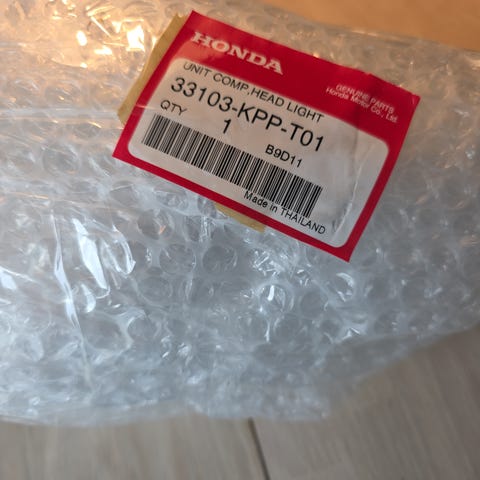 HONDA
UNIT COMP.HEAD LIGHT
GENUINE PARTS
Honda Motor Co., Ltd.
33103-KPP-T01
QTY 1 B9D11
Made in THAILAND